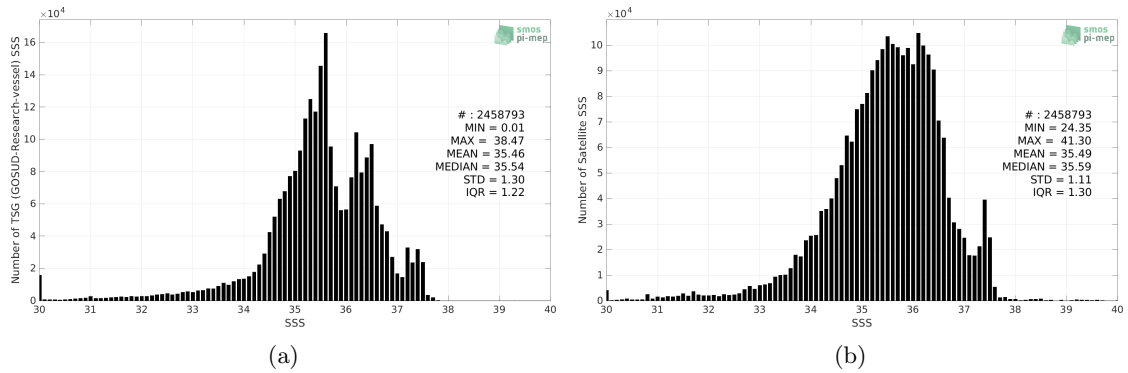 ×10⁴
16
14
12
10
8
6
4
2
0
Number of TSG (GOSUD-Research-vessel) SSS
smos
pi-mep
# : 2458793
MIN = 0.01
MAX = 38.47
MEAN = 35.46
MEDIAN = 35.54
STD = 1.30
IQR = 1.22
30 31 32 33 34 35 36 37 38 39 40
SSS
(a)
×10⁴
10
9
8
7
6
5
4
3
2
1
0
Number of Satellite SSS
smos
pi-mep
# : 2458793
MIN = 24.35
MAX = 41.30
MEAN = 35.49
MEDIAN = 35.59
STD = 1.11
IQR = 1.30
30 31 32 33 34 35 36 37 38 39 40
SSS
(b)